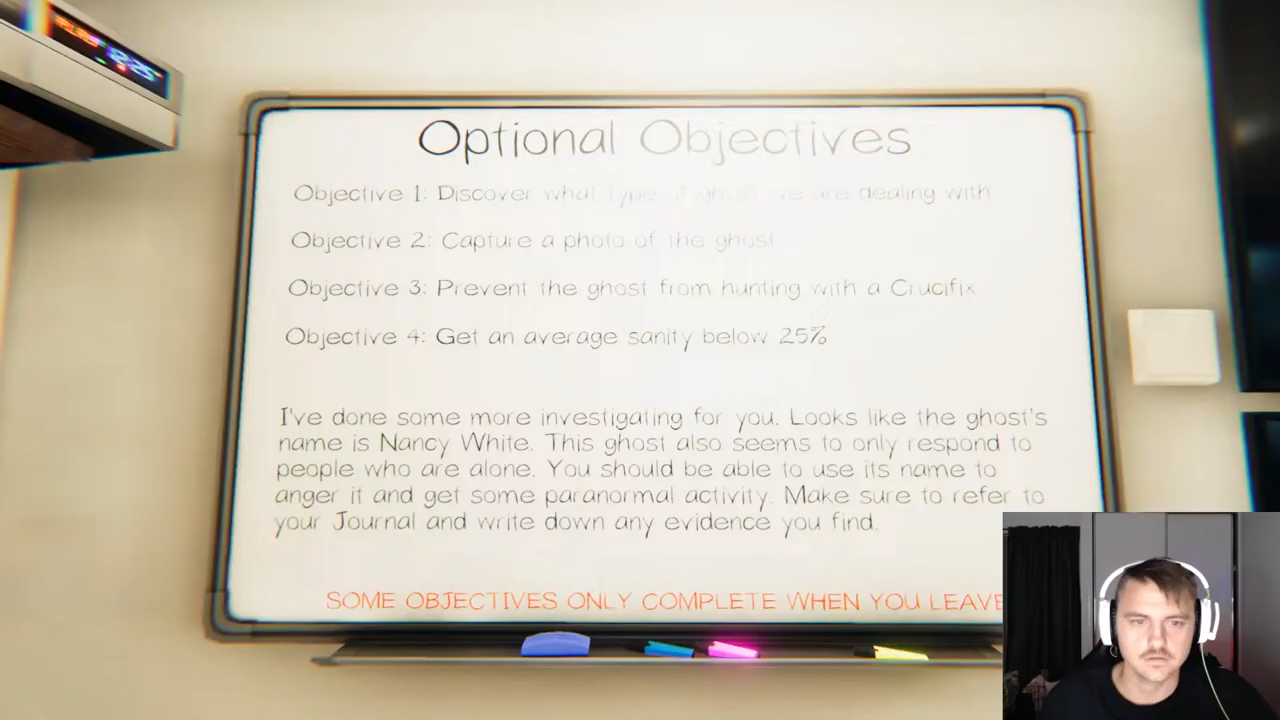 Optional Objectives
Objective 1: Discover what type of ghost we are dealing with
Objective 2: Capture a photo of the ghost
Objective 3: Prevent the ghost from hunting with a Crucifix
Objective 4: Get an average sanity below 25%
I've done some more investigating for you. Looks like the ghost's
name is Nancy White. This ghost also seems to only respond to
people who are alone. You should be able to use its name to
anger it and get some paranormal activity. Make sure to refer to
your Journal and write down any evidence you find.
SOME OBJECTIVES ONLY COMPLETE WHEN YOU LEAVE